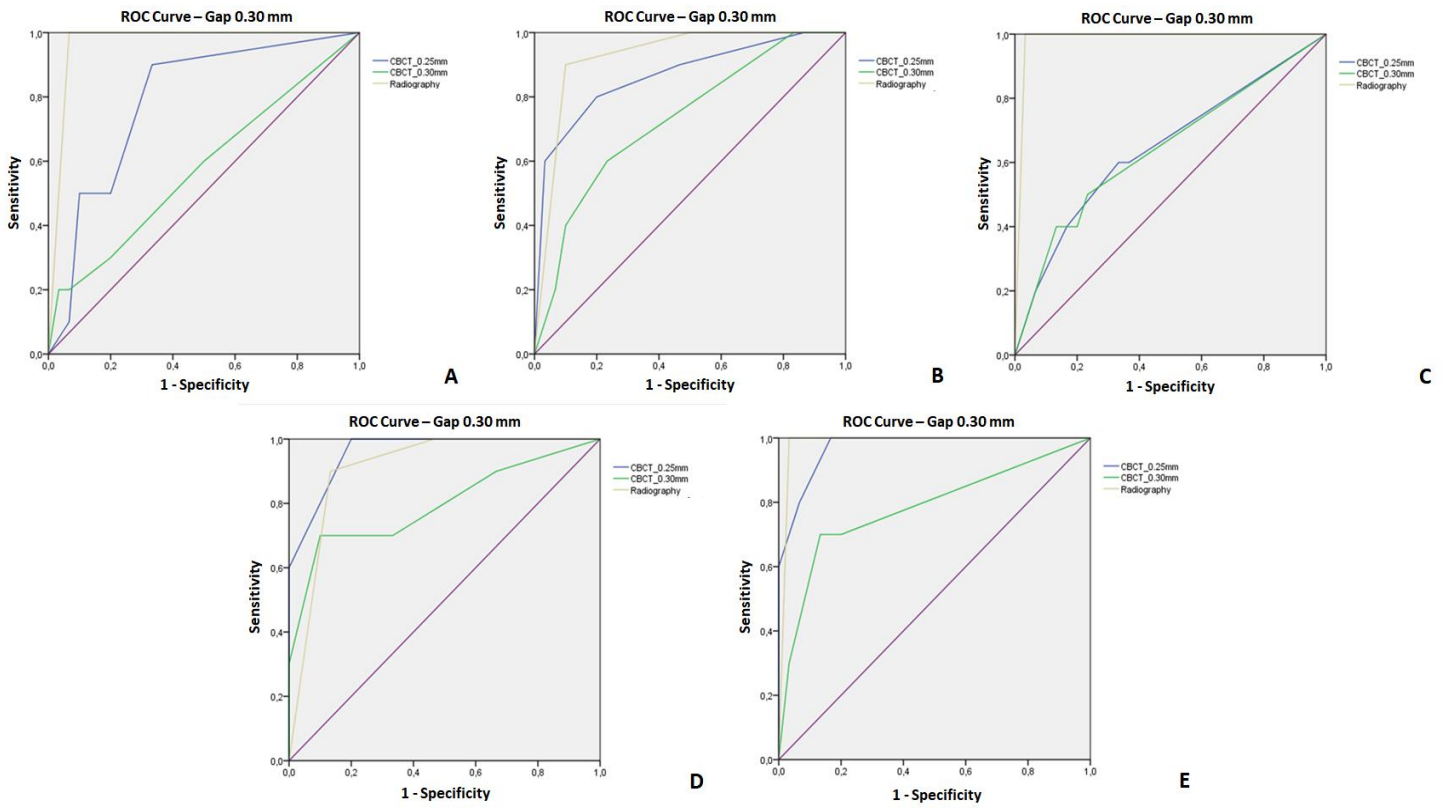 ROC Curve – Gap 0.30 mm
1,0
0,8
0,6
0,4
0,2
0,0
0,0 0,2 0,4 0,6 0,8 1,0
Sensitivity
1 - Specificity
CBCT_0.25mm
CBCT_0.30mm
Radiography
A
ROC Curve – Gap 0.30 mm
1,0
0,8
0,6
0,4
0,2
0,0
0,0 0,2 0,4 0,6 0,8 1,0
Sensitivity
1 - Specificity
CBCT_0.25mm
CBCT_0.30mm
Radiography
B
ROC Curve – Gap 0.30 mm
1,0
0,8
0,6
0,4
0,2
0,0
0,0 0,2 0,4 0,6 0,8 1,0
Sensitivity
1 - Specificity
CBCT_0.25mm
CBCT_0.30mm
Radiography
C
ROC Curve – Gap 0.30 mm
1,0
0,8
0,6
0,4
0,2
0,0
0,0 0,2 0,4 0,6 0,8 1,0
Sensitivity
1 - Specificity
CBCT_0.25mm
CBCT_0.30mm
Radiography
D
ROC Curve – Gap 0.30 mm
1,0
0,8
0,6
0,4
0,2
0,0
0,0 0,2 0,4 0,6 0,8 1,0
Sensitivity
1 - Specificity
CBCT_0.25mm
CBCT_0.30mm
Radiography
E